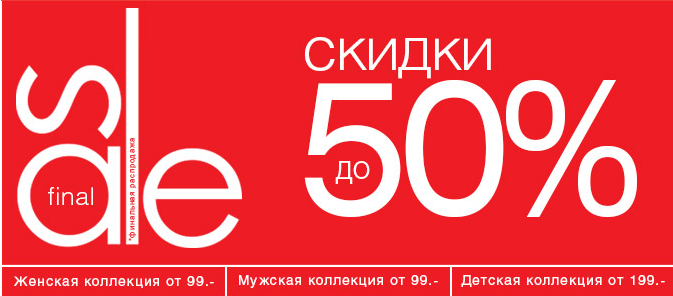 sale
final
*финальная распродажа
СКИДКИ
ДО
50%
Женская коллекция от 99.-
Мужская коллекция от 99.-
Детская коллекция от 199.-